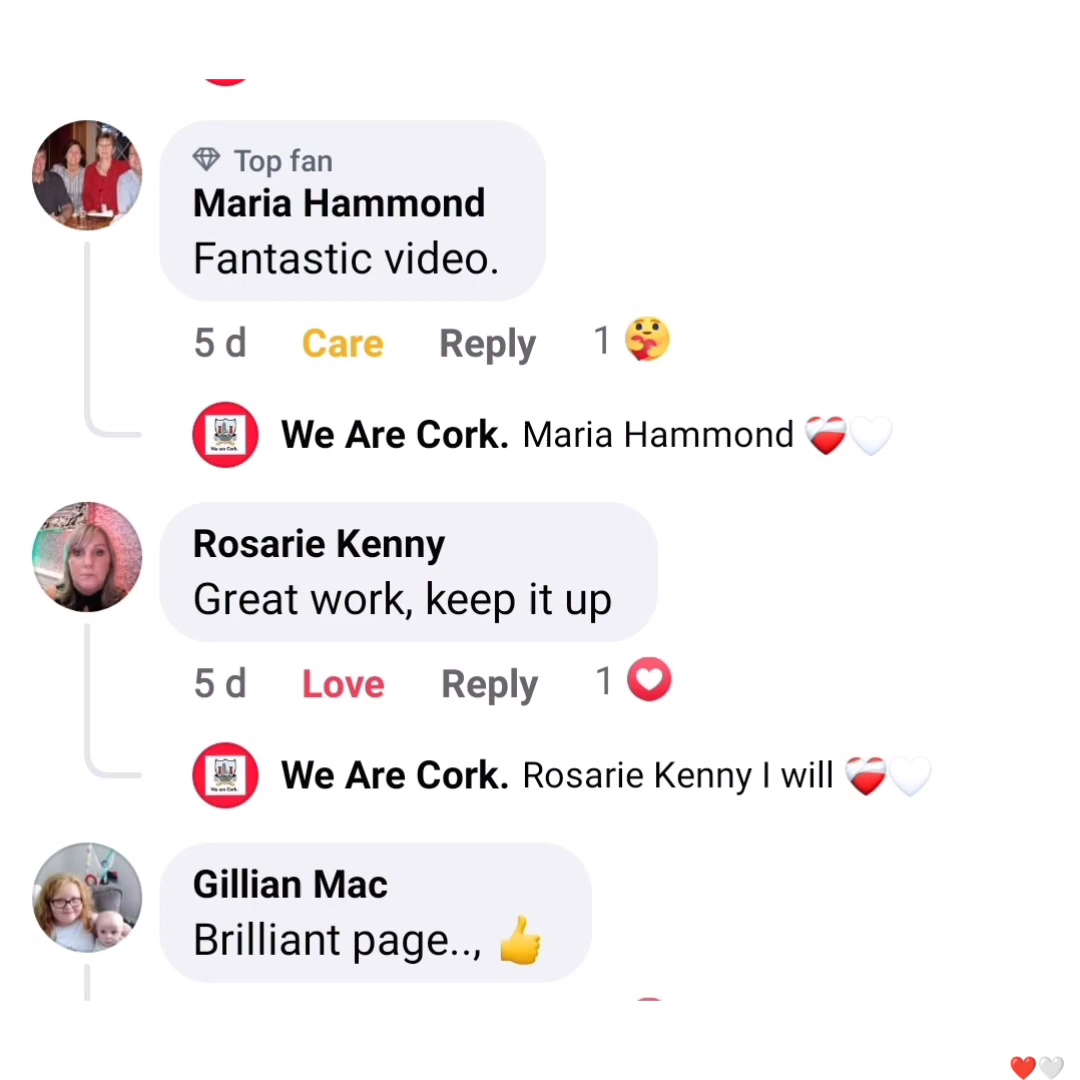 Top fan
Maria Hammond
Fantastic video.
5 d Care Reply 1
We Are Cork. Maria Hammond ❤️‍🩹🤍
Rosarie Kenny
Great work, keep it up
5 d Love Reply 1
We Are Cork. Rosarie Kenny I will ❤️‍🩹🤍
Gillian Mac
Brilliant page.., 👍
❤️🤍